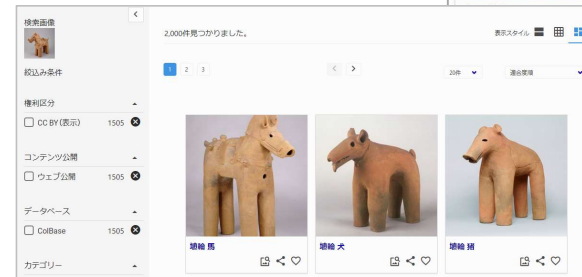 検索画像
2,000件見つかりました。
表示スタイル
絞込み条件
1 2 3
20件
適合度順
権利区分
CC BY（表示） 1505
コンテンツ公開
ウェブ公開 1505
データベース
ColBase 1505
カテゴリー
埴輪 馬
埴輪 犬
埴輪 猪